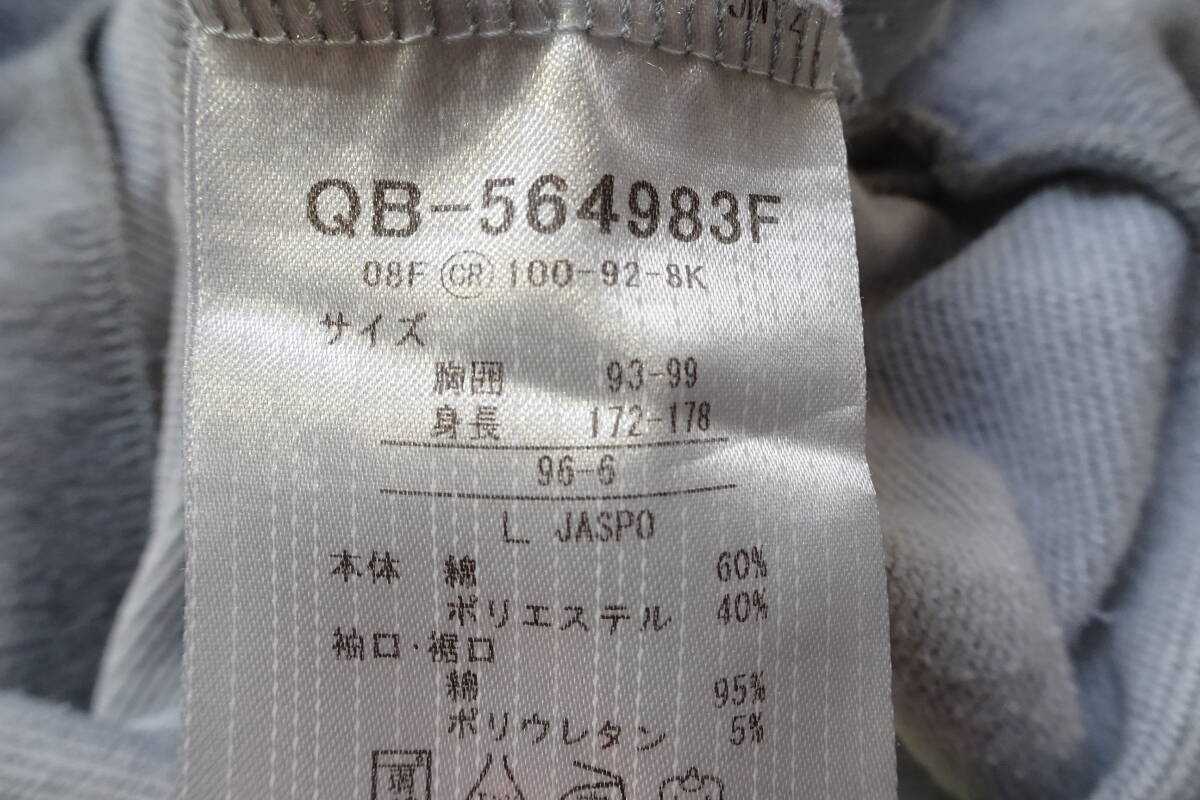 JM 4
QB-564983F
08F GR 100-92-8K
サイズ
胸囲 93-99
身長 172-178
96-6
L JASPO
本体 綿 60%
ポリエステル 40%
袖口・裾口
綿 95%
ポリウレタン 5%